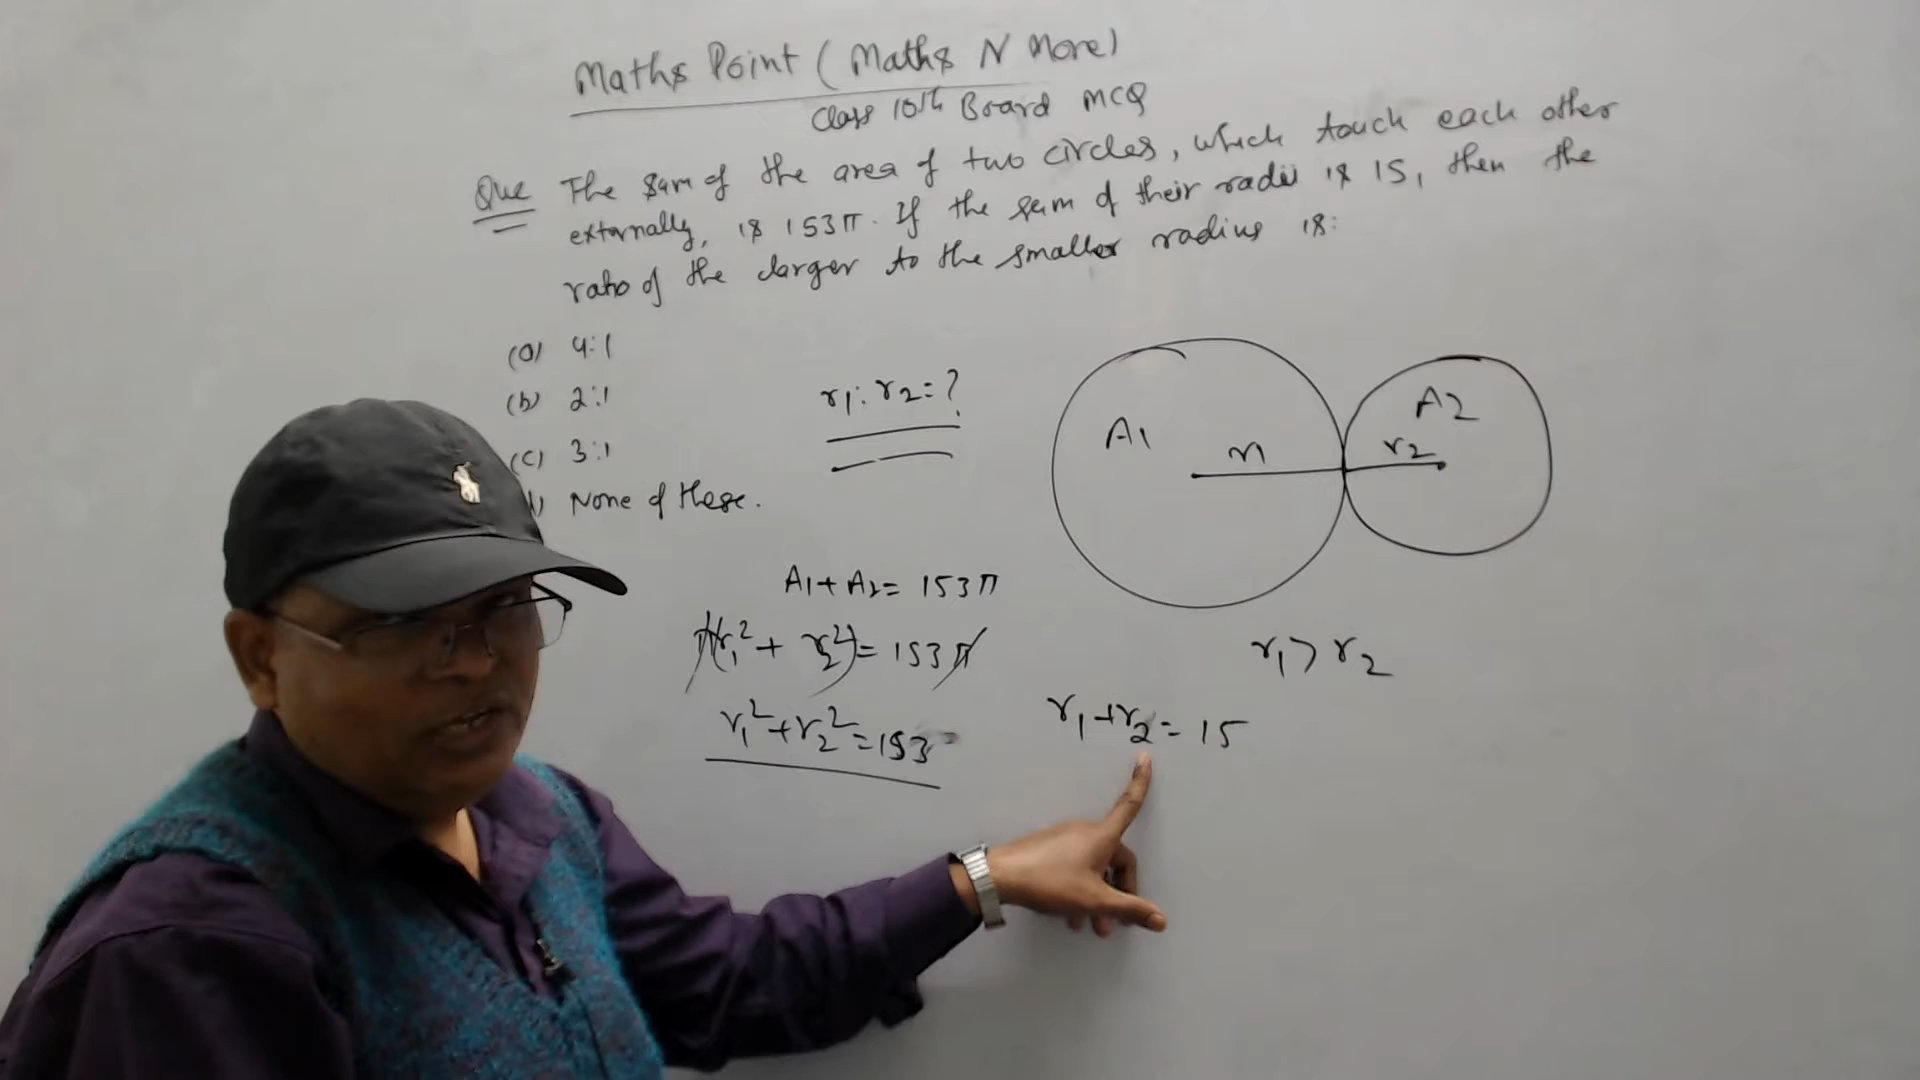 Maths Point (Maths N More)
Class 10th Board MCQ
Que The sum of the area of two circles, which touch each other
externally, is 153π. If the sum of their radii is 15, then the
ratio of the larger to the smaller radius is:
(a) 4:1
(b) 2:1
(c) 3:1
None of these.
r1:r2=?
A1
r1
A2
r2
A1+A2=153π
π(r1²+r2²)=153π
r1²+r2²=153
r1>r2
r1+r2=15